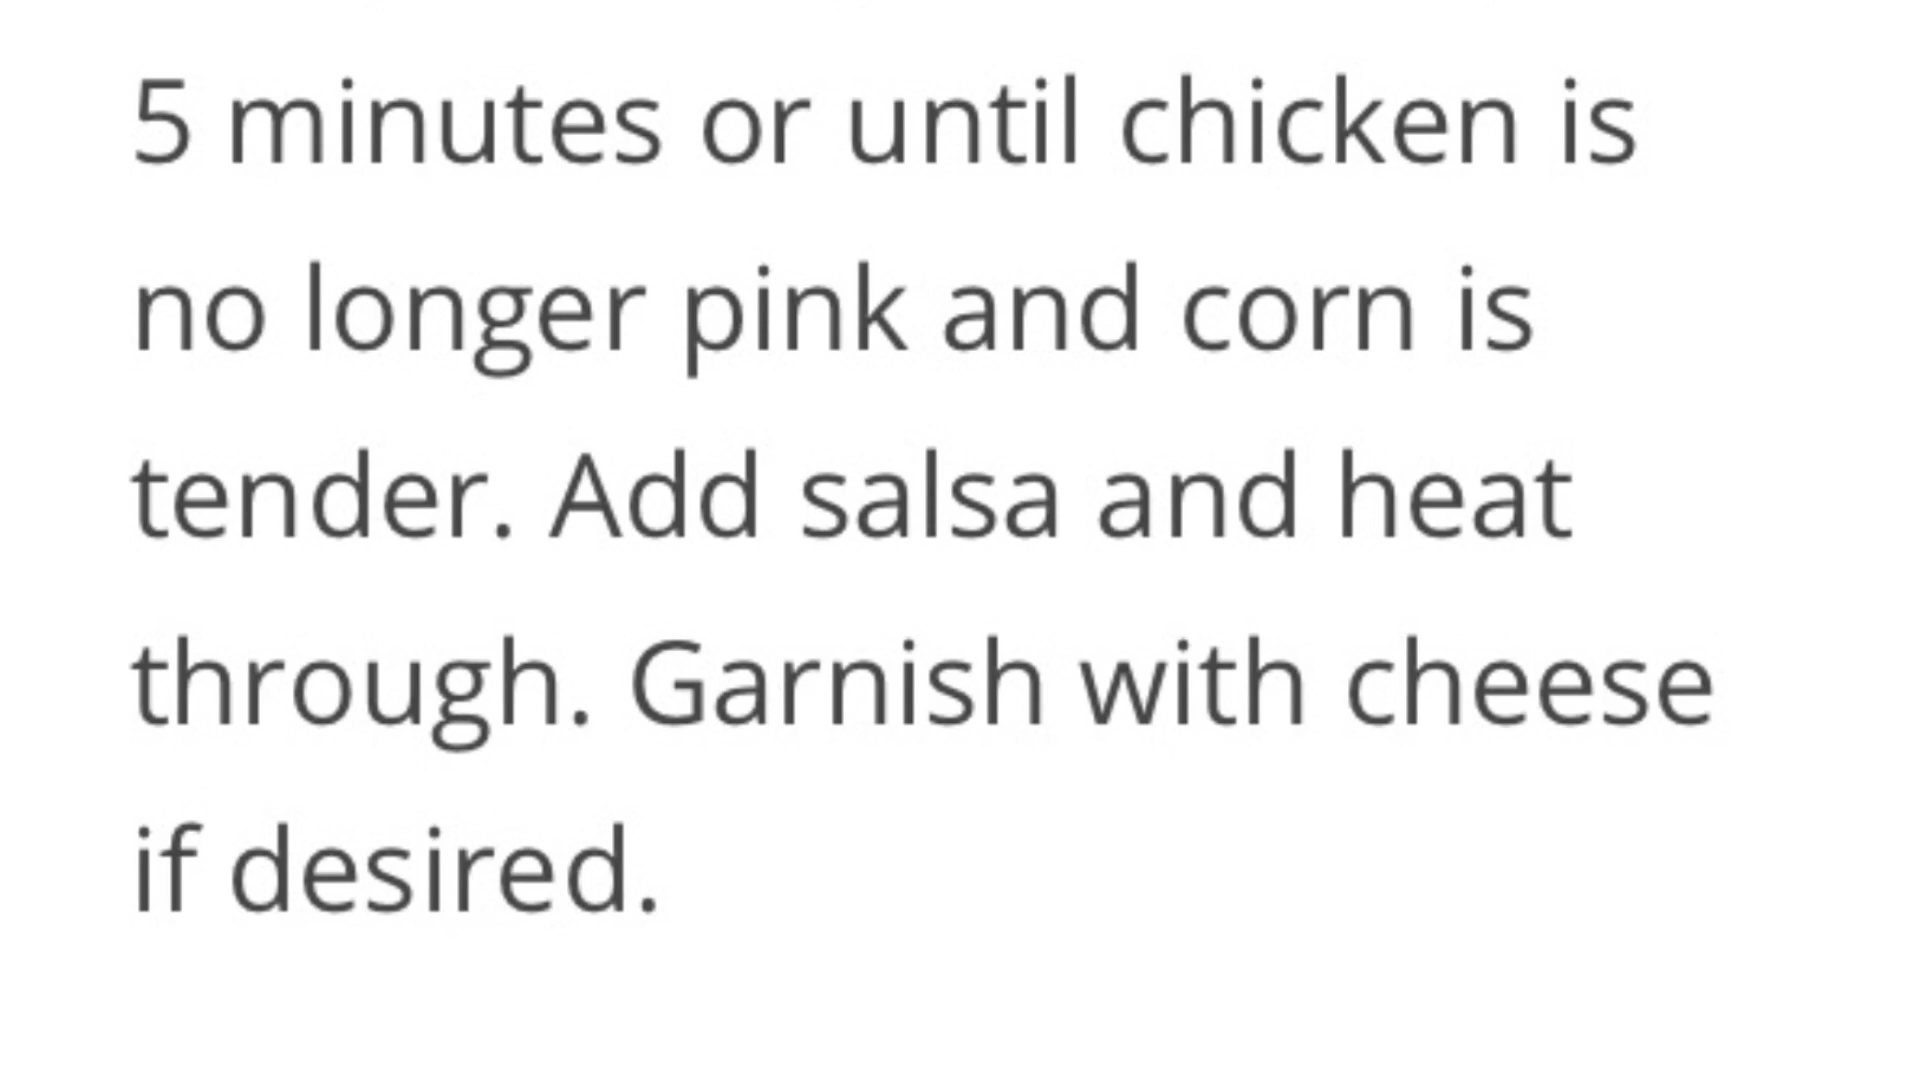 5 minutes or until chicken is
no longer pink and corn is
tender. Add salsa and heat
through. Garnish with cheese
if desired.